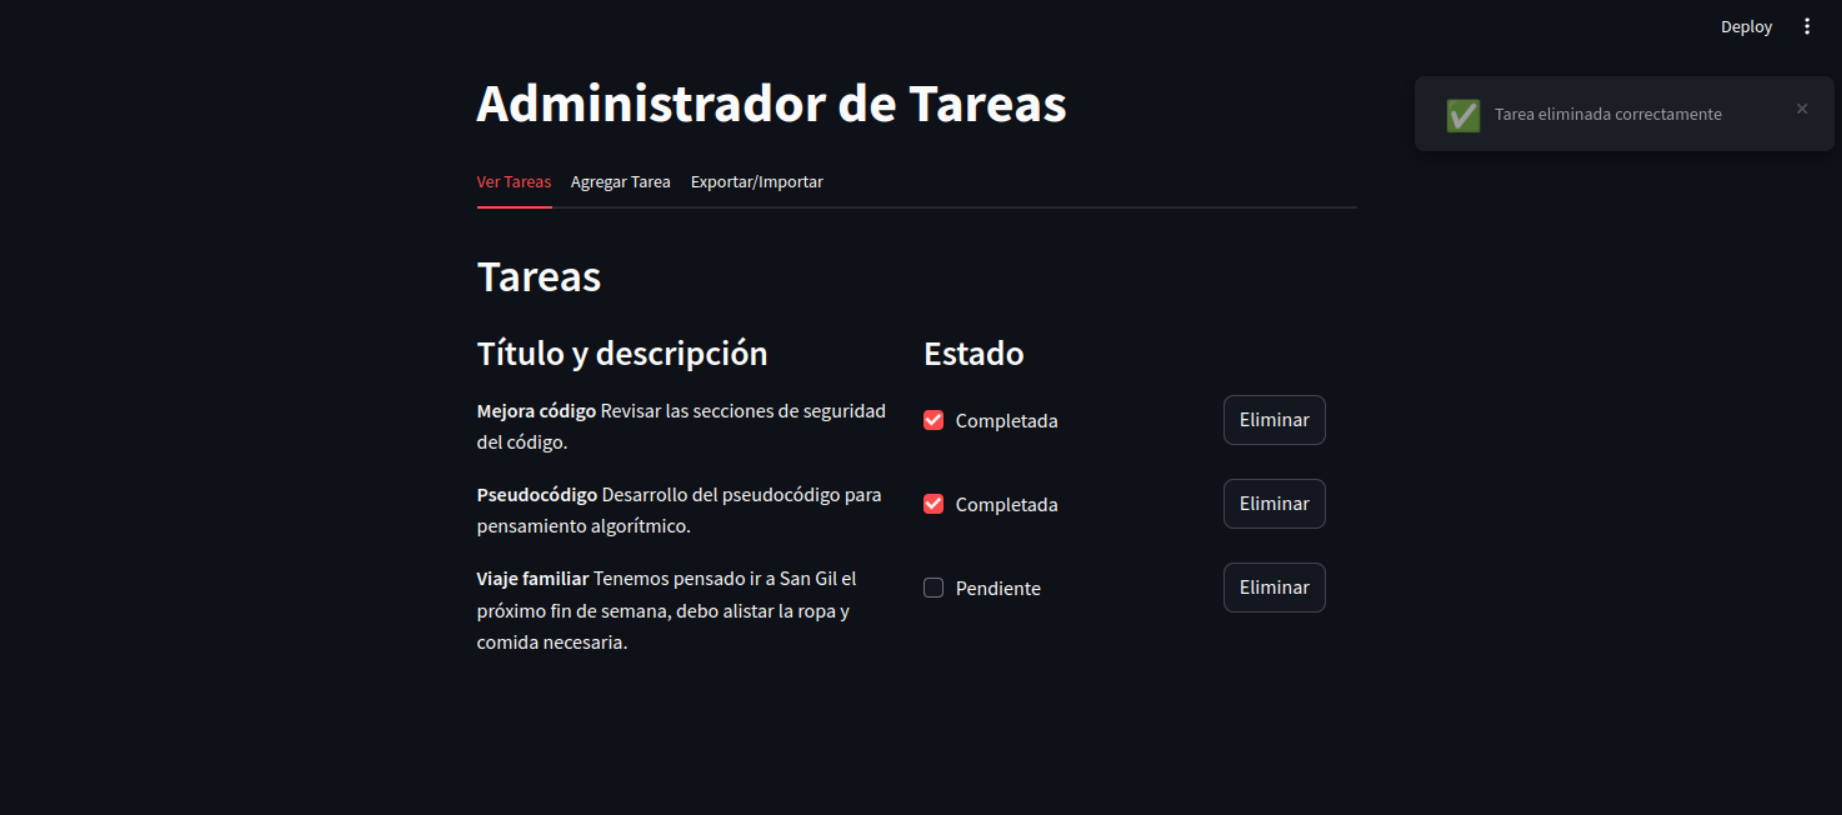 Deploy
Administrador de Tareas
Tarea eliminada correctamente
Ver Tareas Agregar Tarea Exportar/Importar
Tareas
Título y descripción Estado
Mejora código Revisar las secciones de seguridad
del código.
Completada Eliminar
Pseudocódigo Desarrollo del pseudocódigo para
pensamiento algorítmico.
Completada Eliminar
Viaje familiar Tenemos pensado ir a San Gil el
próximo fin de semana, debo alistar la ropa y
comida necesaria.
Pendiente Eliminar